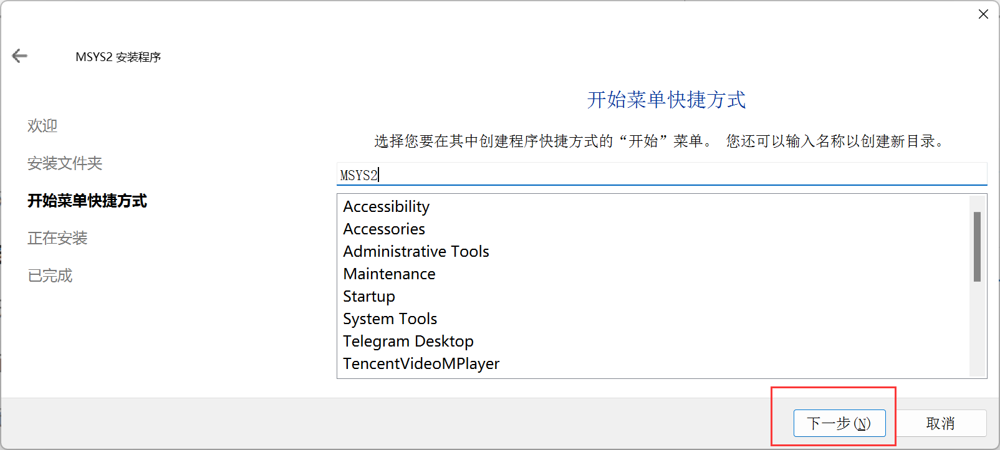 MSYS2 安装程序
欢迎
安装文件夹
开始菜单快捷方式
正在安装
已完成
开始菜单快捷方式
选择您要在其中创建程序快捷方式的“开始”菜单。 您还可以输入名称以创建新目录。
MSYS2
Accessibility
Accessories
Administrative Tools
Maintenance
Startup
System Tools
Telegram Desktop
TencentVideoMPlayer
下一步(N)
取消